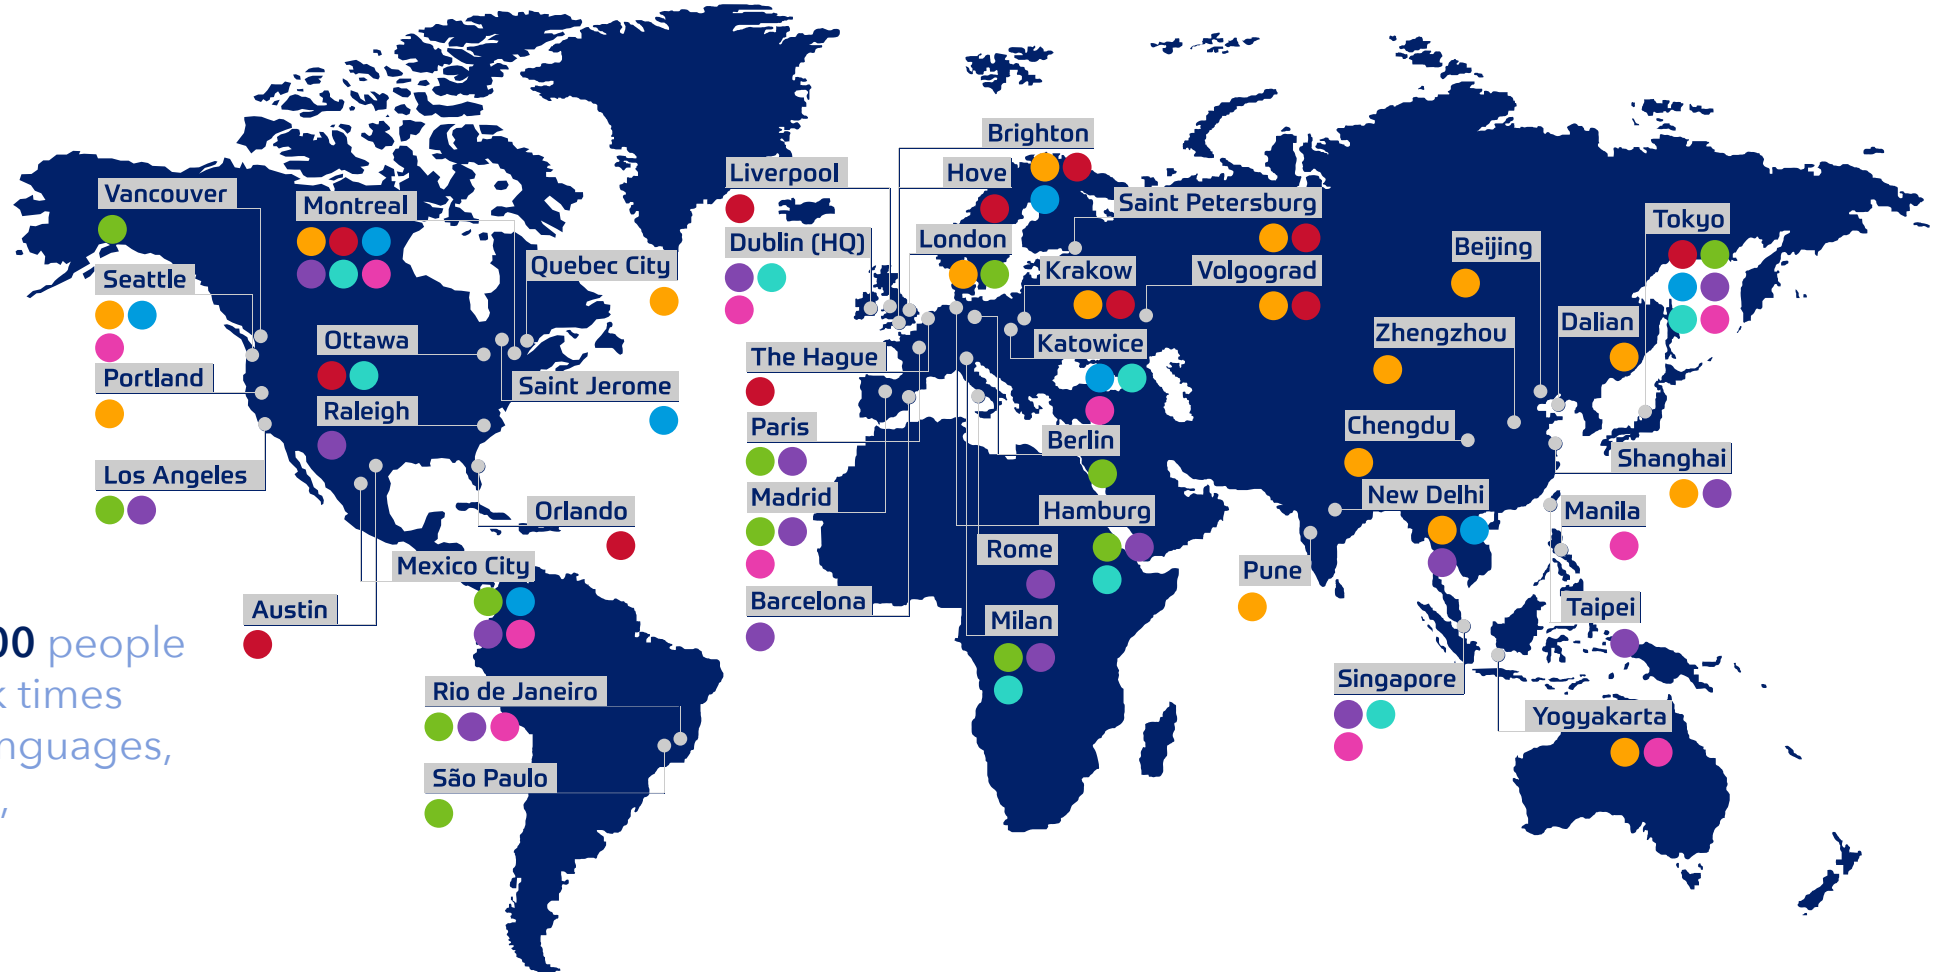 Brighton
Liverpool
Hove
Vancouver
Montreal
Saint Petersburg
Tokyo
Dublin (HQ)
London
Beijing
Quebec City
Krakow
Volgograd
Seattle
Dalian
Zhengzhou
Ottawa
Katowice
The Hague
Portland
Saint Jerome
Raleigh
Chengdu
Paris
Berlin
Shanghai
Los Angeles
Madrid
New Delhi
Orlando
Hamburg
Manila
Rome
Mexico City
Pune
Barcelona
Austin
Taipei
Milan
00 people
Singapore
Rio de Janeiro
times
Yogyakarta
São Paulo